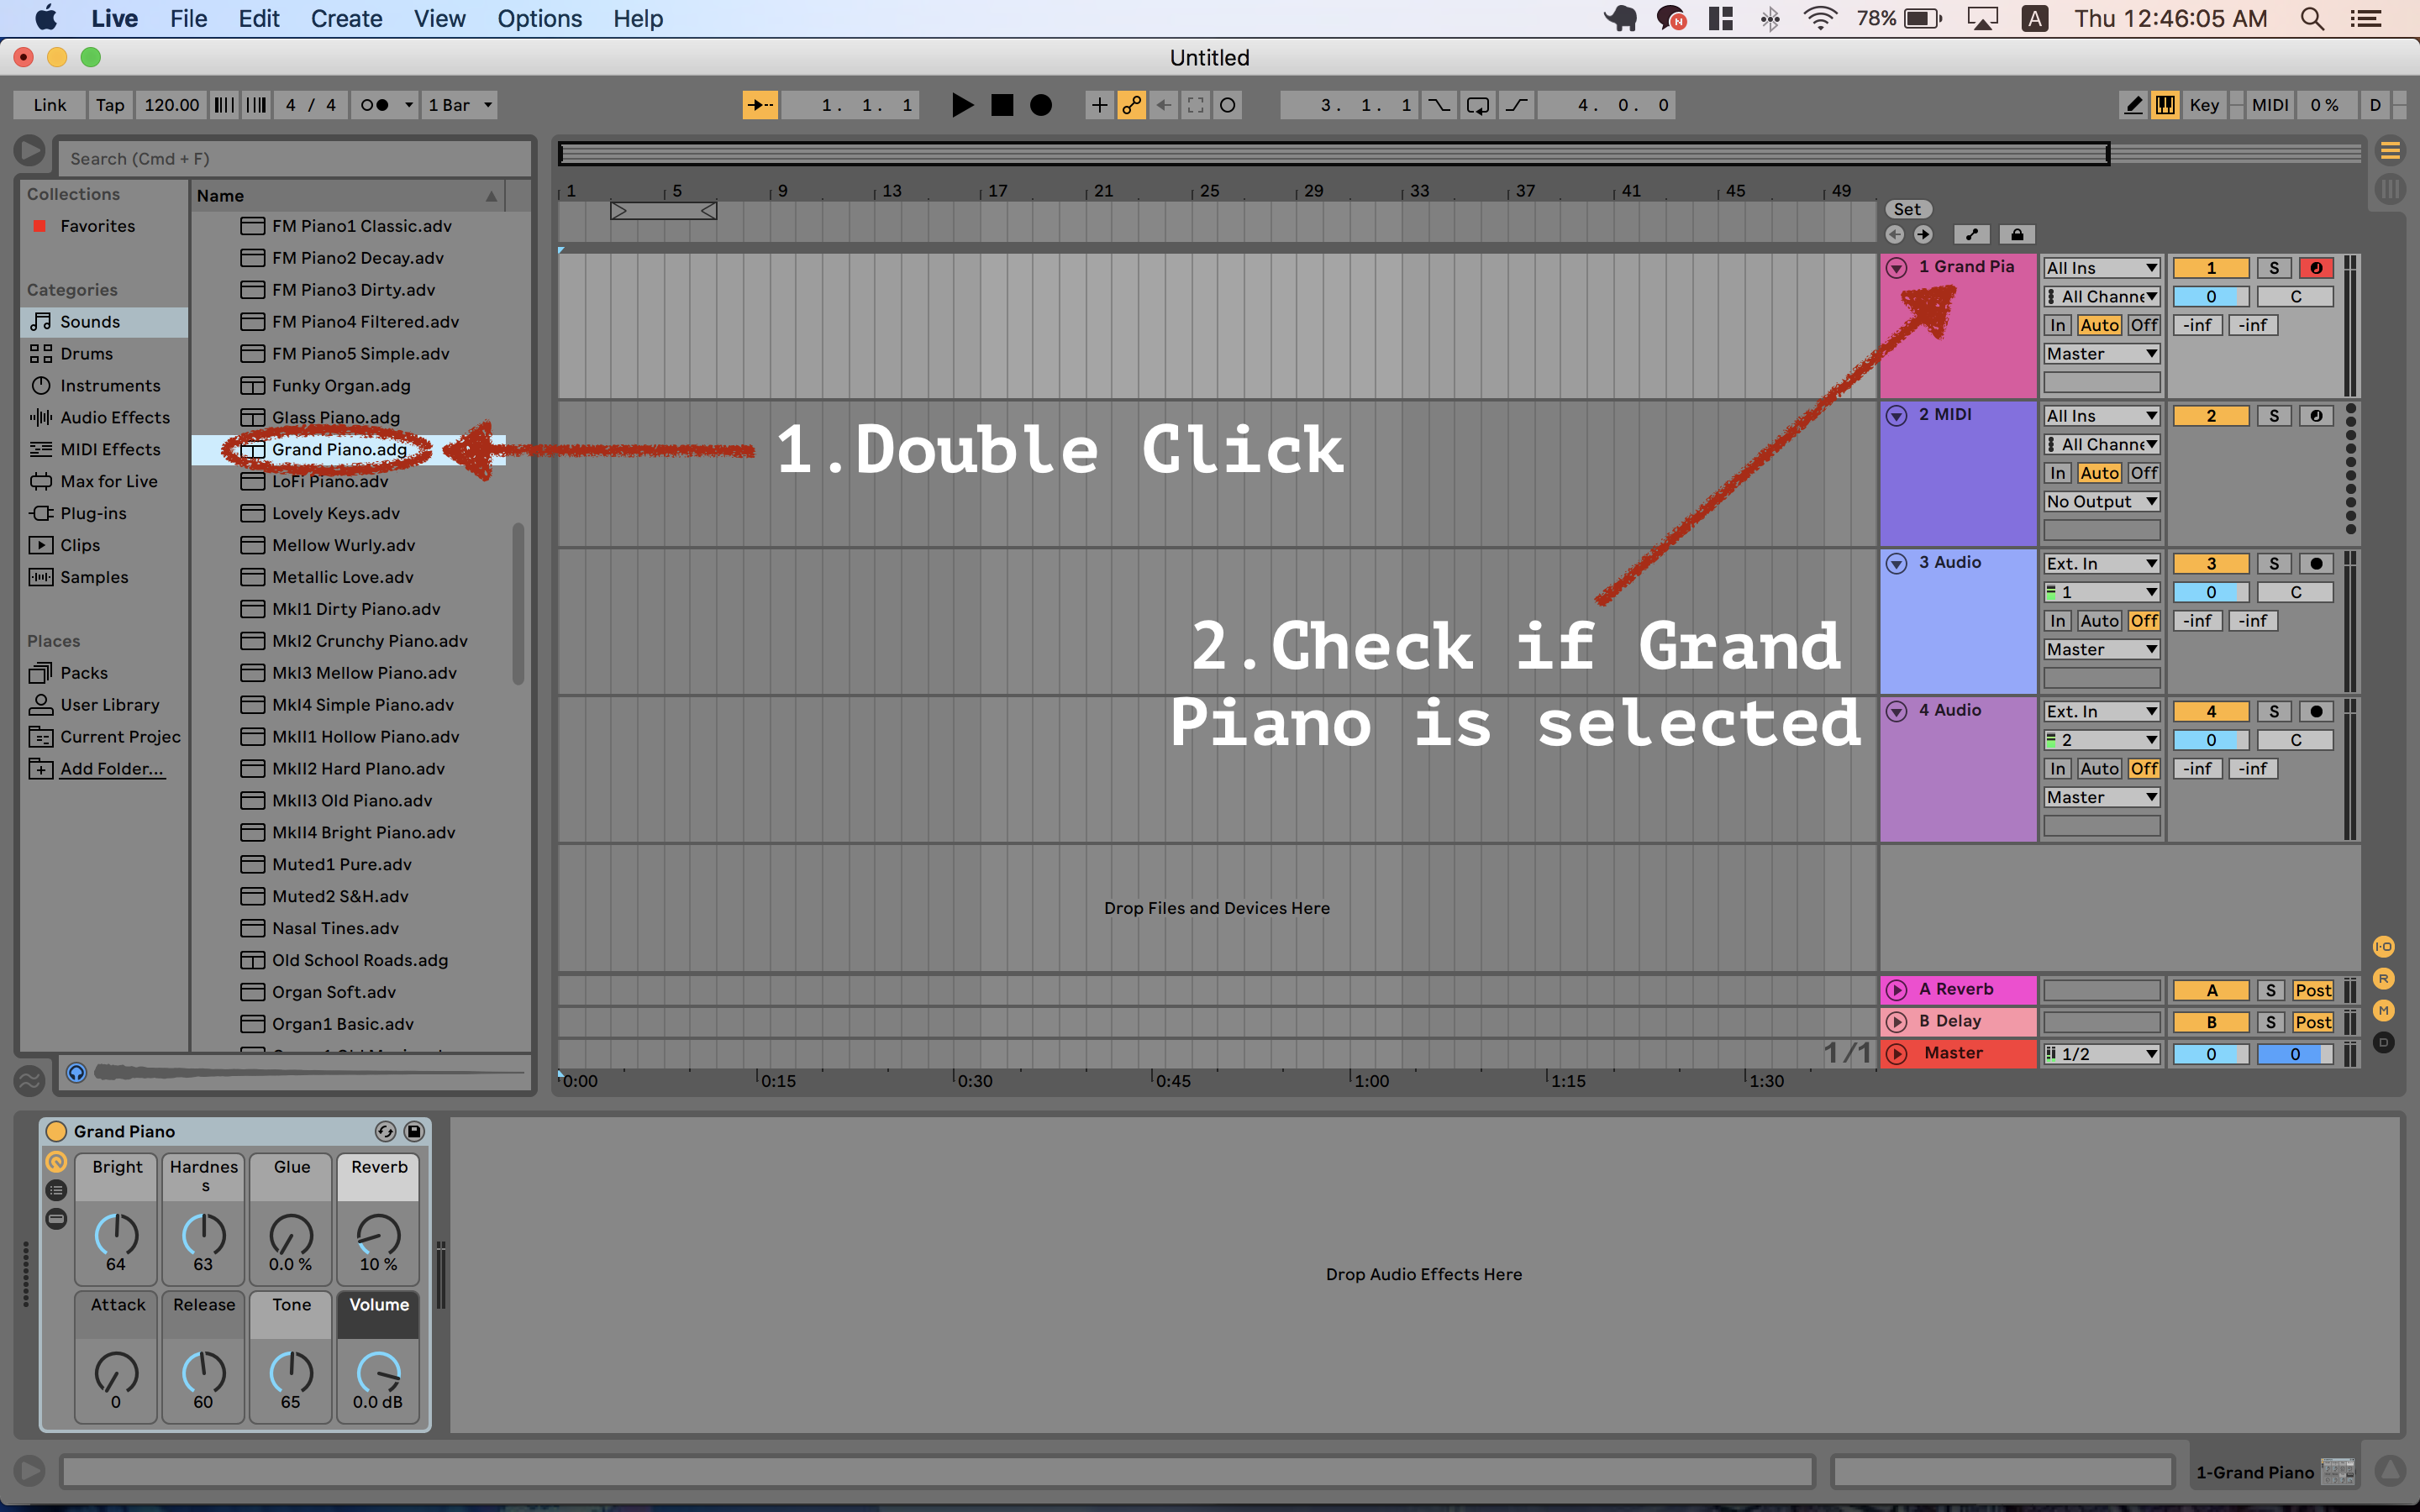 Live File Edit Create View Options Help 78% A Thu 12:46:05 AM
Untitled
Link Tap 120.00 4 / 4 1 Bar 1. 1. 1 3. 1. 1 4. 0. 0 Key MIDI 0 % D
Search (Cmd + F)
Collections
Favorites
Categories
Sounds
Drums
Instruments
Audio Effects
MIDI Effects
Max for Live
Plug-ins
Clips
Samples
Places
Packs
User Library
Current Projec
Add Folder...
Name
FM Piano1 Classic.adv
FM Piano2 Decay.adv
FM Piano3 Dirty.adv
FM Piano4 Filtered.adv
FM Piano5 Simple.adv
Funky Organ.adg
Glass Piano.adg
Grand Piano.adg
LoFi Piano.adv
Lovely Keys.adv
Mellow Wurly.adv
Metallic Love.adv
MkI1 Dirty Piano.adv
MkI2 Crunchy Piano.adv
MkI3 Mellow Piano.adv
MkI4 Simple Piano.adv
MkII1 Hollow Piano.adv
MkII2 Hard PIano.adv
MkII3 Old Piano.adv
MkII4 Bright Piano.adv
Muted1 Pure.adv
Muted2 S&H.adv
Nasal Tines.adv
Old School Roads.adg
Organ Soft.adv
Organ1 Basic.adv
1 5 9 13 17 21 25 29 33 37 41 45 49
Set
1.Double Click
2.Check if Grand
Piano is selected
Drop Files and Devices Here
1/1
0:00 0:15 0:30 0:45 1:00 1:15 1:30
1 Grand Pia All Ins 1 S
All Channe 0 C
In Auto Off -inf -inf
Master
2 MIDI All Ins 2 S
All Channe
In Auto Off
No Output
3 Audio Ext. In 3 S
1 0 C
In Auto Off -inf -inf
Master
4 Audio Ext. In 4 S
2 0 C
In Auto Off -inf -inf
Master
I-O
R
M
D
A Reverb A S Post
B Delay B S Post
Master 1/2 0 0
Grand Piano
Bright Hardnes Glue Reverb
s
64 63 0.0 % 10 %
Attack Release Tone Volume
0 60 65 0.0 dB
Drop Audio Effects Here
1-Grand Piano